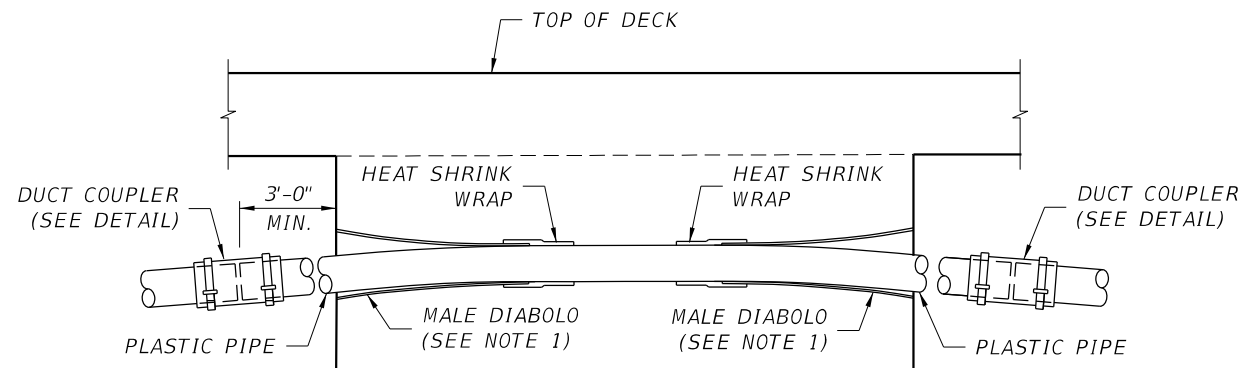 TOP OF DECK
HEAT SHRINK
WRAP
HEAT SHRINK
WRAP
DUCT COUPLER
(SEE DETAIL)
3'-0"
MIN.
DUCT COUPLER
(SEE DETAIL)
MALE DIABOLO
(SEE NOTE 1)
MALE DIABOLO
(SEE NOTE 1)
PLASTIC PIPE
PLASTIC PIPE